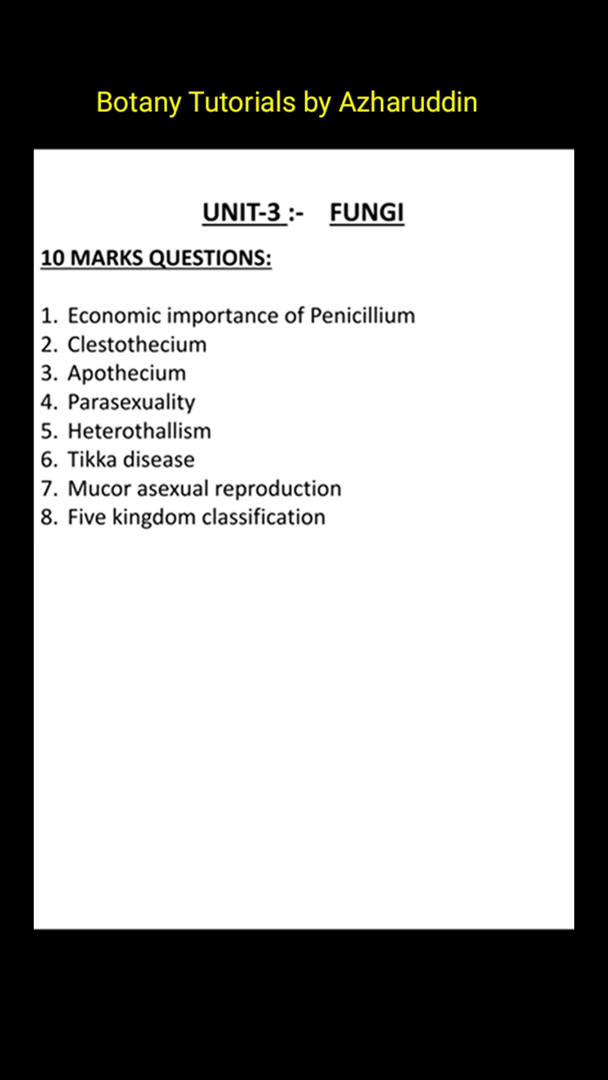 Botany Tutorials by Azharuddin
UNIT-3 :- FUNGI
10 MARKS QUESTIONS:
1. Economic importance of Penicillium
2. Clestothecium
3. Apothecium
4. Parasexuality
5. Heterothallism
6. Tikka disease
7. Mucor asexual reproduction
8. Five kingdom classification